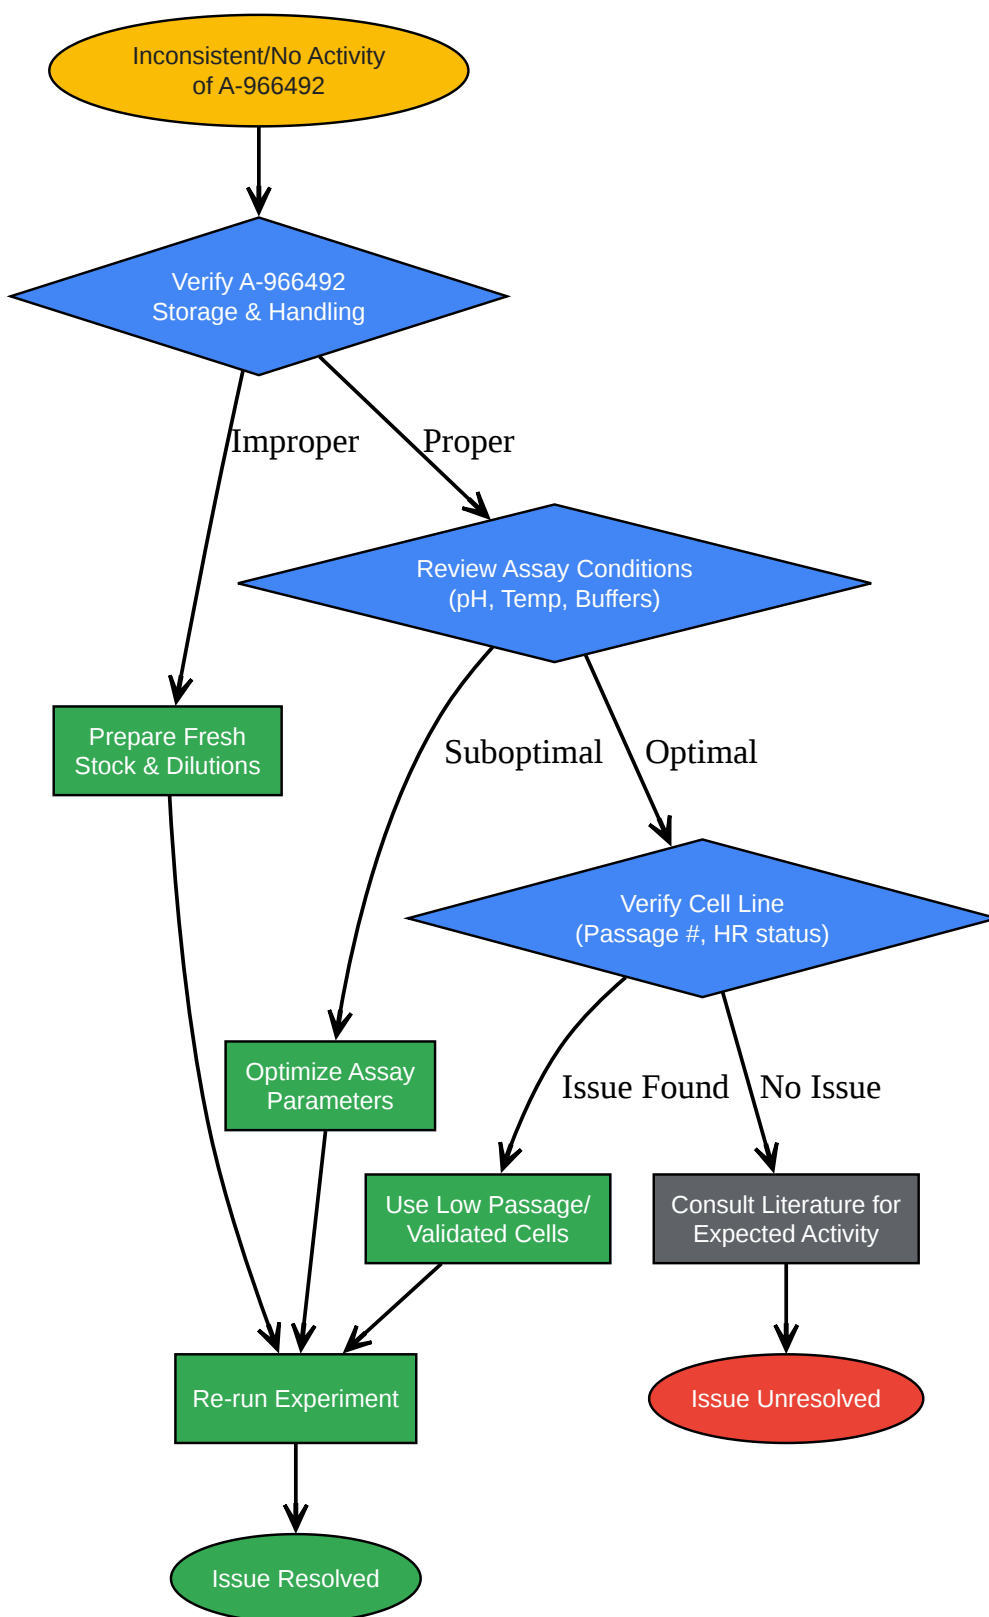 Inconsistent/No Activity
of A-966492
Verify A-966492
Storage & Handling
Improper
Proper
Review Assay Conditions
(pH, Temp, Buffers)
Prepare Fresh
Stock & Dilutions
Suboptimal
Optimal
Verify Cell Line
(Passage #, HR status)
Optimize Assay
Parameters
Issue Found
No Issue
Use Low Passage/
Validated Cells
Consult Literature for
Expected Activity
Re-run Experiment
Issue Unresolved
Issue Resolved